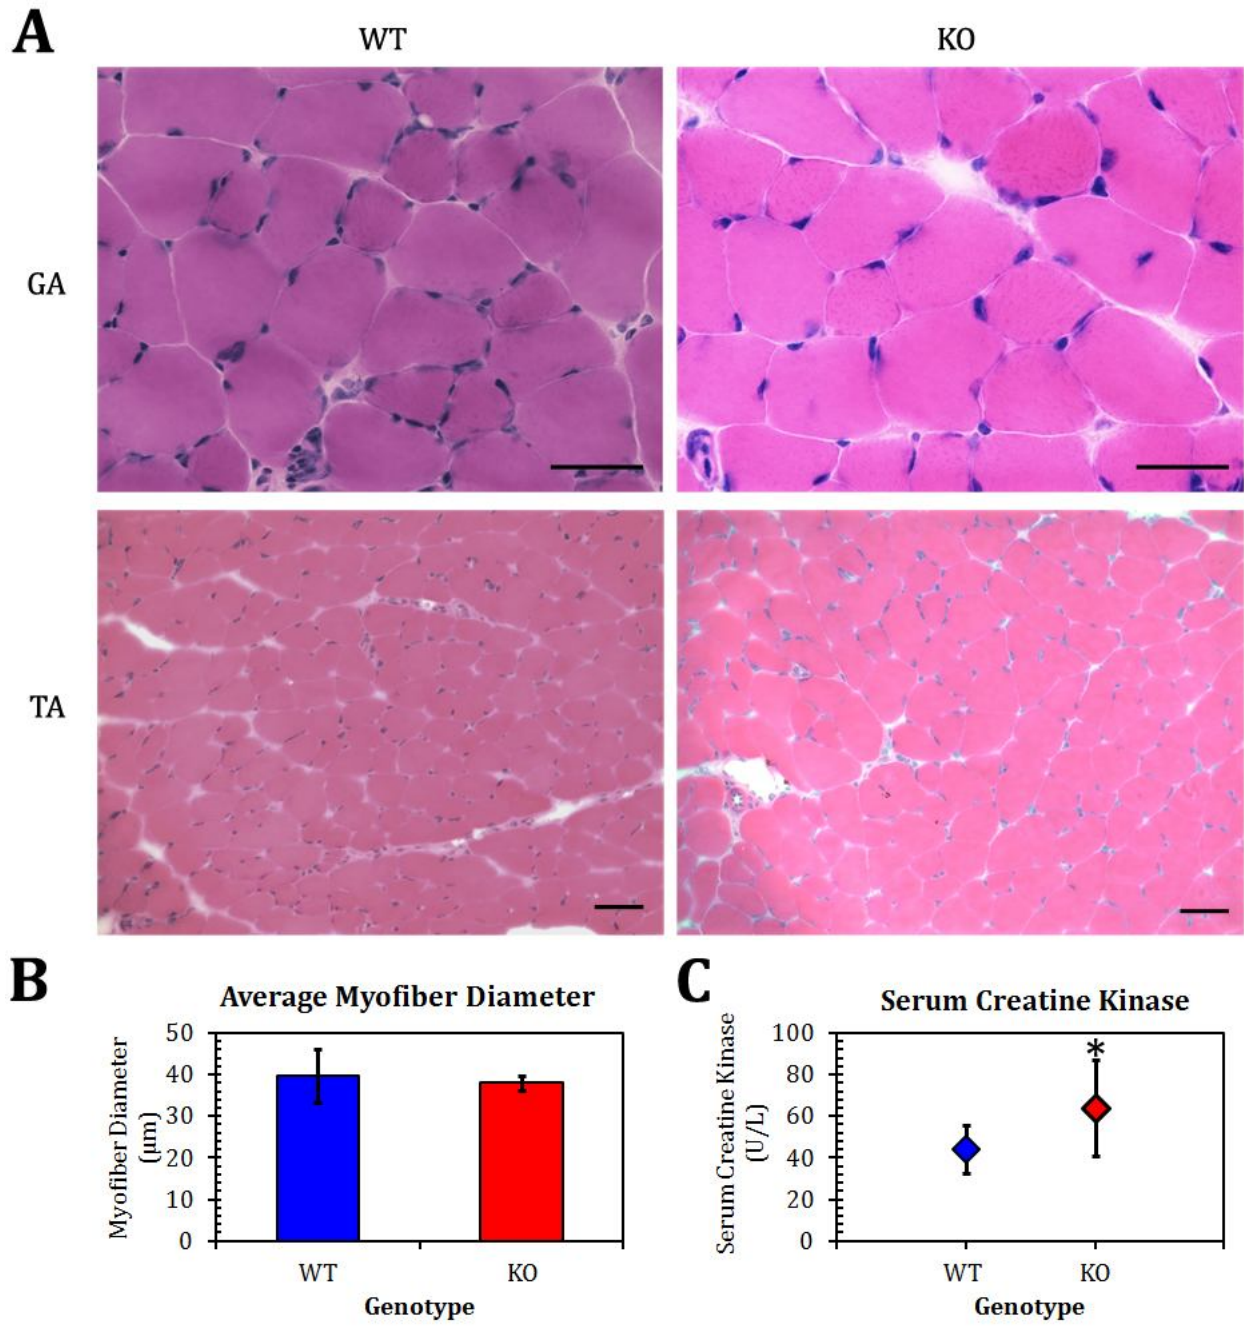 A
WT
KO
GA
TA
B
Average Myofiber Diameter
Myofiber Diameter
(µm)
50
40
30
20
10
0
WT
KO
Genotype
C
Serum Creatine Kinase
Serum Creatine Kinase
(U/L)
100
80
60
40
20
0
*
WT
KO
Genotype